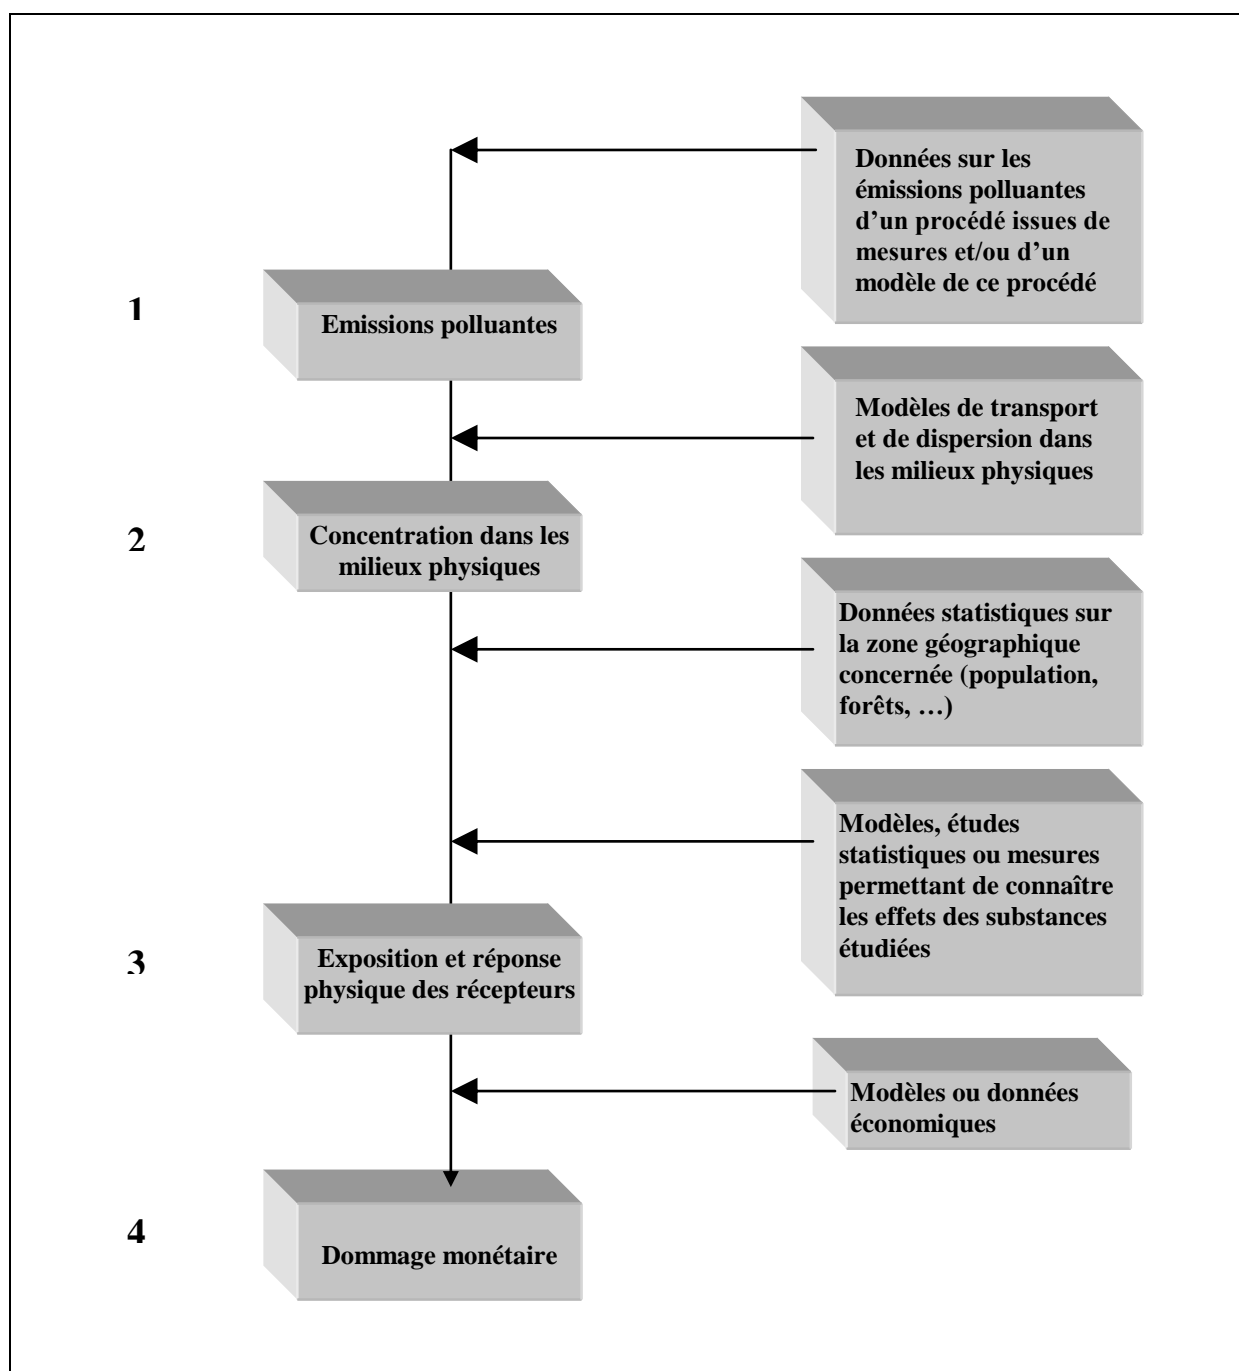 Données sur les
émissions polluantes
d’un procédé issues de
mesures et/ou d’un
modèle de ce procédé
1
Emissions polluantes
Modèles de transport
et de dispersion dans
les milieux physiques
2
Concentration dans les
milieux physiques
Données statistiques sur
la zone géographique
concernée (population,
forêts, …)
Modèles, études
statistiques ou mesures
permettant de connaître
les effets des substances
étudiées
3
Exposition et réponse
physique des récepteurs
Modèles ou données
économiques
4
Dommage monétaire